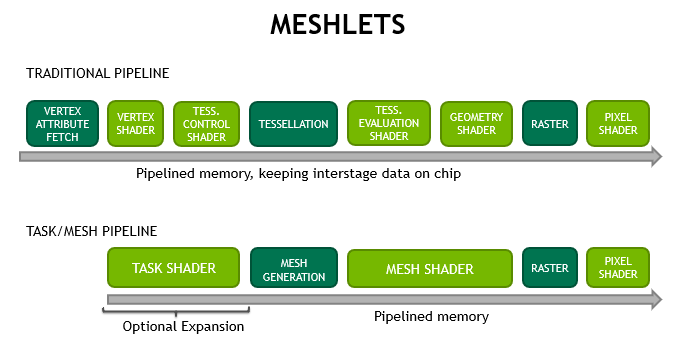 MESHLETS
TRADITIONAL PIPELINE
VERTEX
ATTRIBUTE
FETCH
VERTEX
SHADER
TESS.
CONTROL
SHADER
TESSELLATION
TESS.
EVALUATION
SHADER
GEOMETRY
SHADER
RASTER
PIXEL
SHADER
Pipelined memory, keeping interstage data on chip
TASK/MESH PIPELINE
TASK SHADER
MESH
GENERATION
MESH SHADER
RASTER
PIXEL
SHADER
Optional Expansion
Pipelined memory